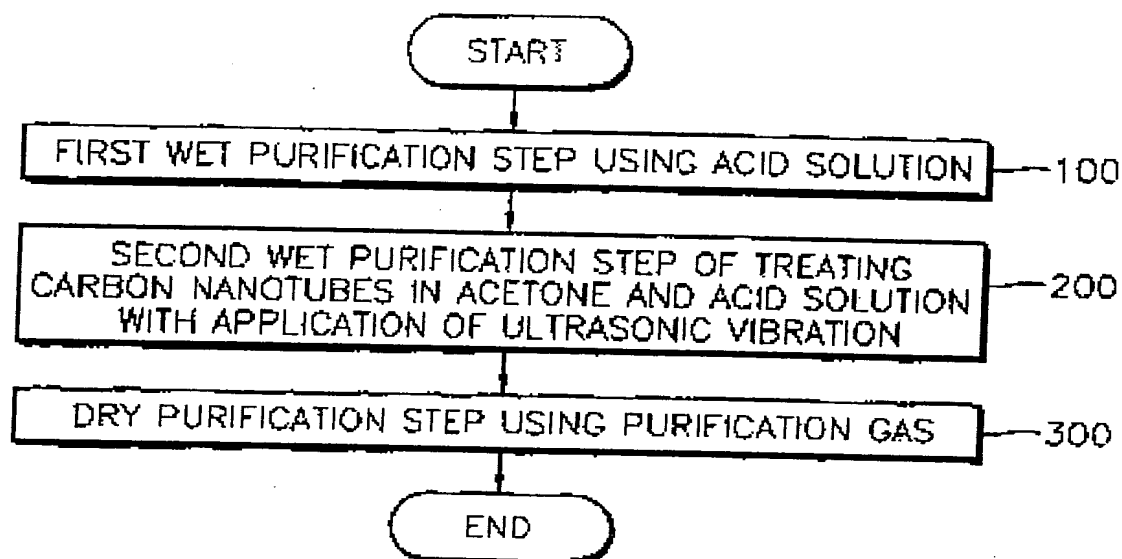 START
FIRST WET PURIFICATION STEP USING ACID SOLUTION
100
SECOND WET PURIFICATION STEP OF TREATING
CARBON NANOTUBES IN ACETONE AND ACID SOLUTION
WITH APPLICATION OF ULTRASONIC VIBRATION
200
DRY PURIFICATION STEP USING PURIFICATION GAS
300
END